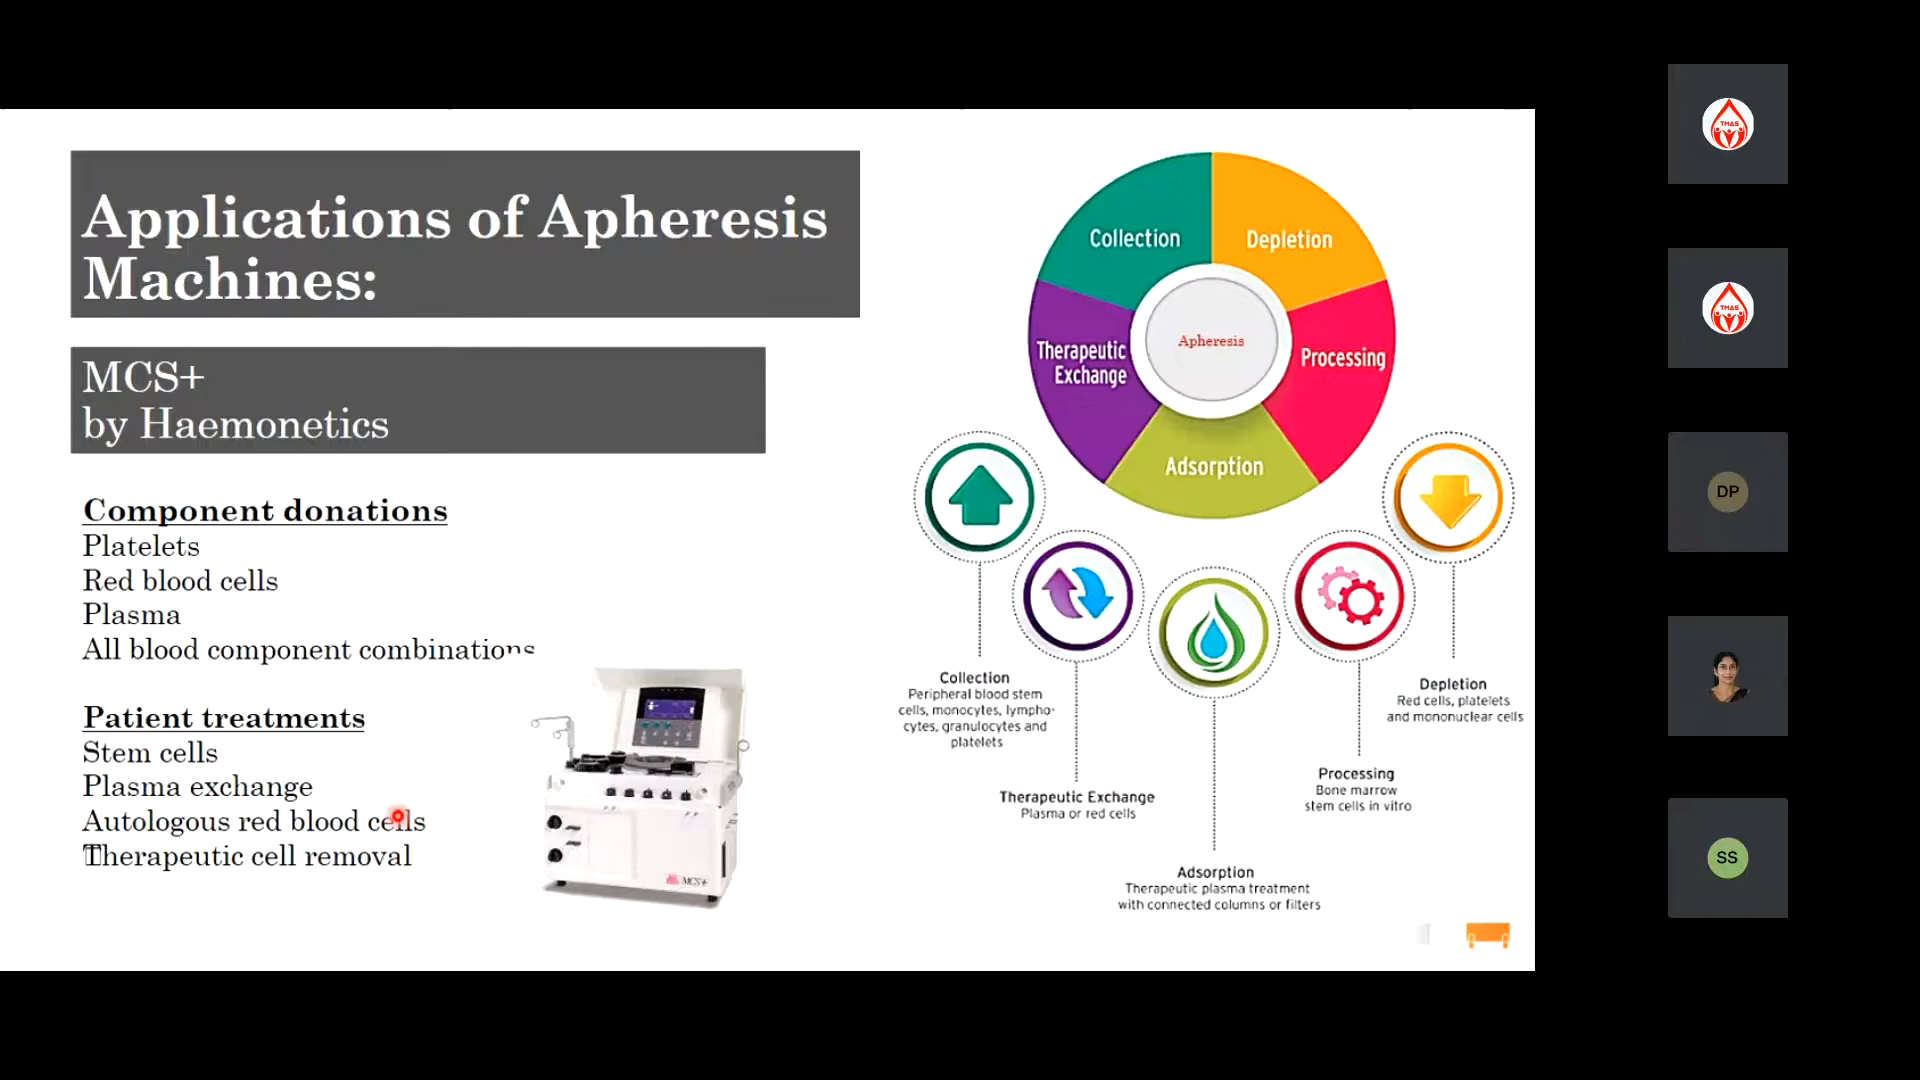 Applications of Apheresis
Machines:
MCS+
by Haemonetics
Component donations
Platelets
Red blood cells
Plasma
All blood component combinations
Patient treatments
Stem cells
Plasma exchange
Autologous red blood cells
Therapeutic cell removal
MCS+
Collection
Depletion
Therapeutic
Exchange
Apheresis
Processing
Adsorption
Collection
Peripheral blood stem
cells, monocytes, lympho-
cytes, granulocytes and
platelets
Therapeutic Exchange
Plasma or red cells
Adsorption
Therapeutic plasma treatment
with connected columns or filters
Processing
Bone marrow
stem cells in vitro
Depletion
Red cells, platelets
and mononuclear cells
TMAS
TMAS
DP
SS